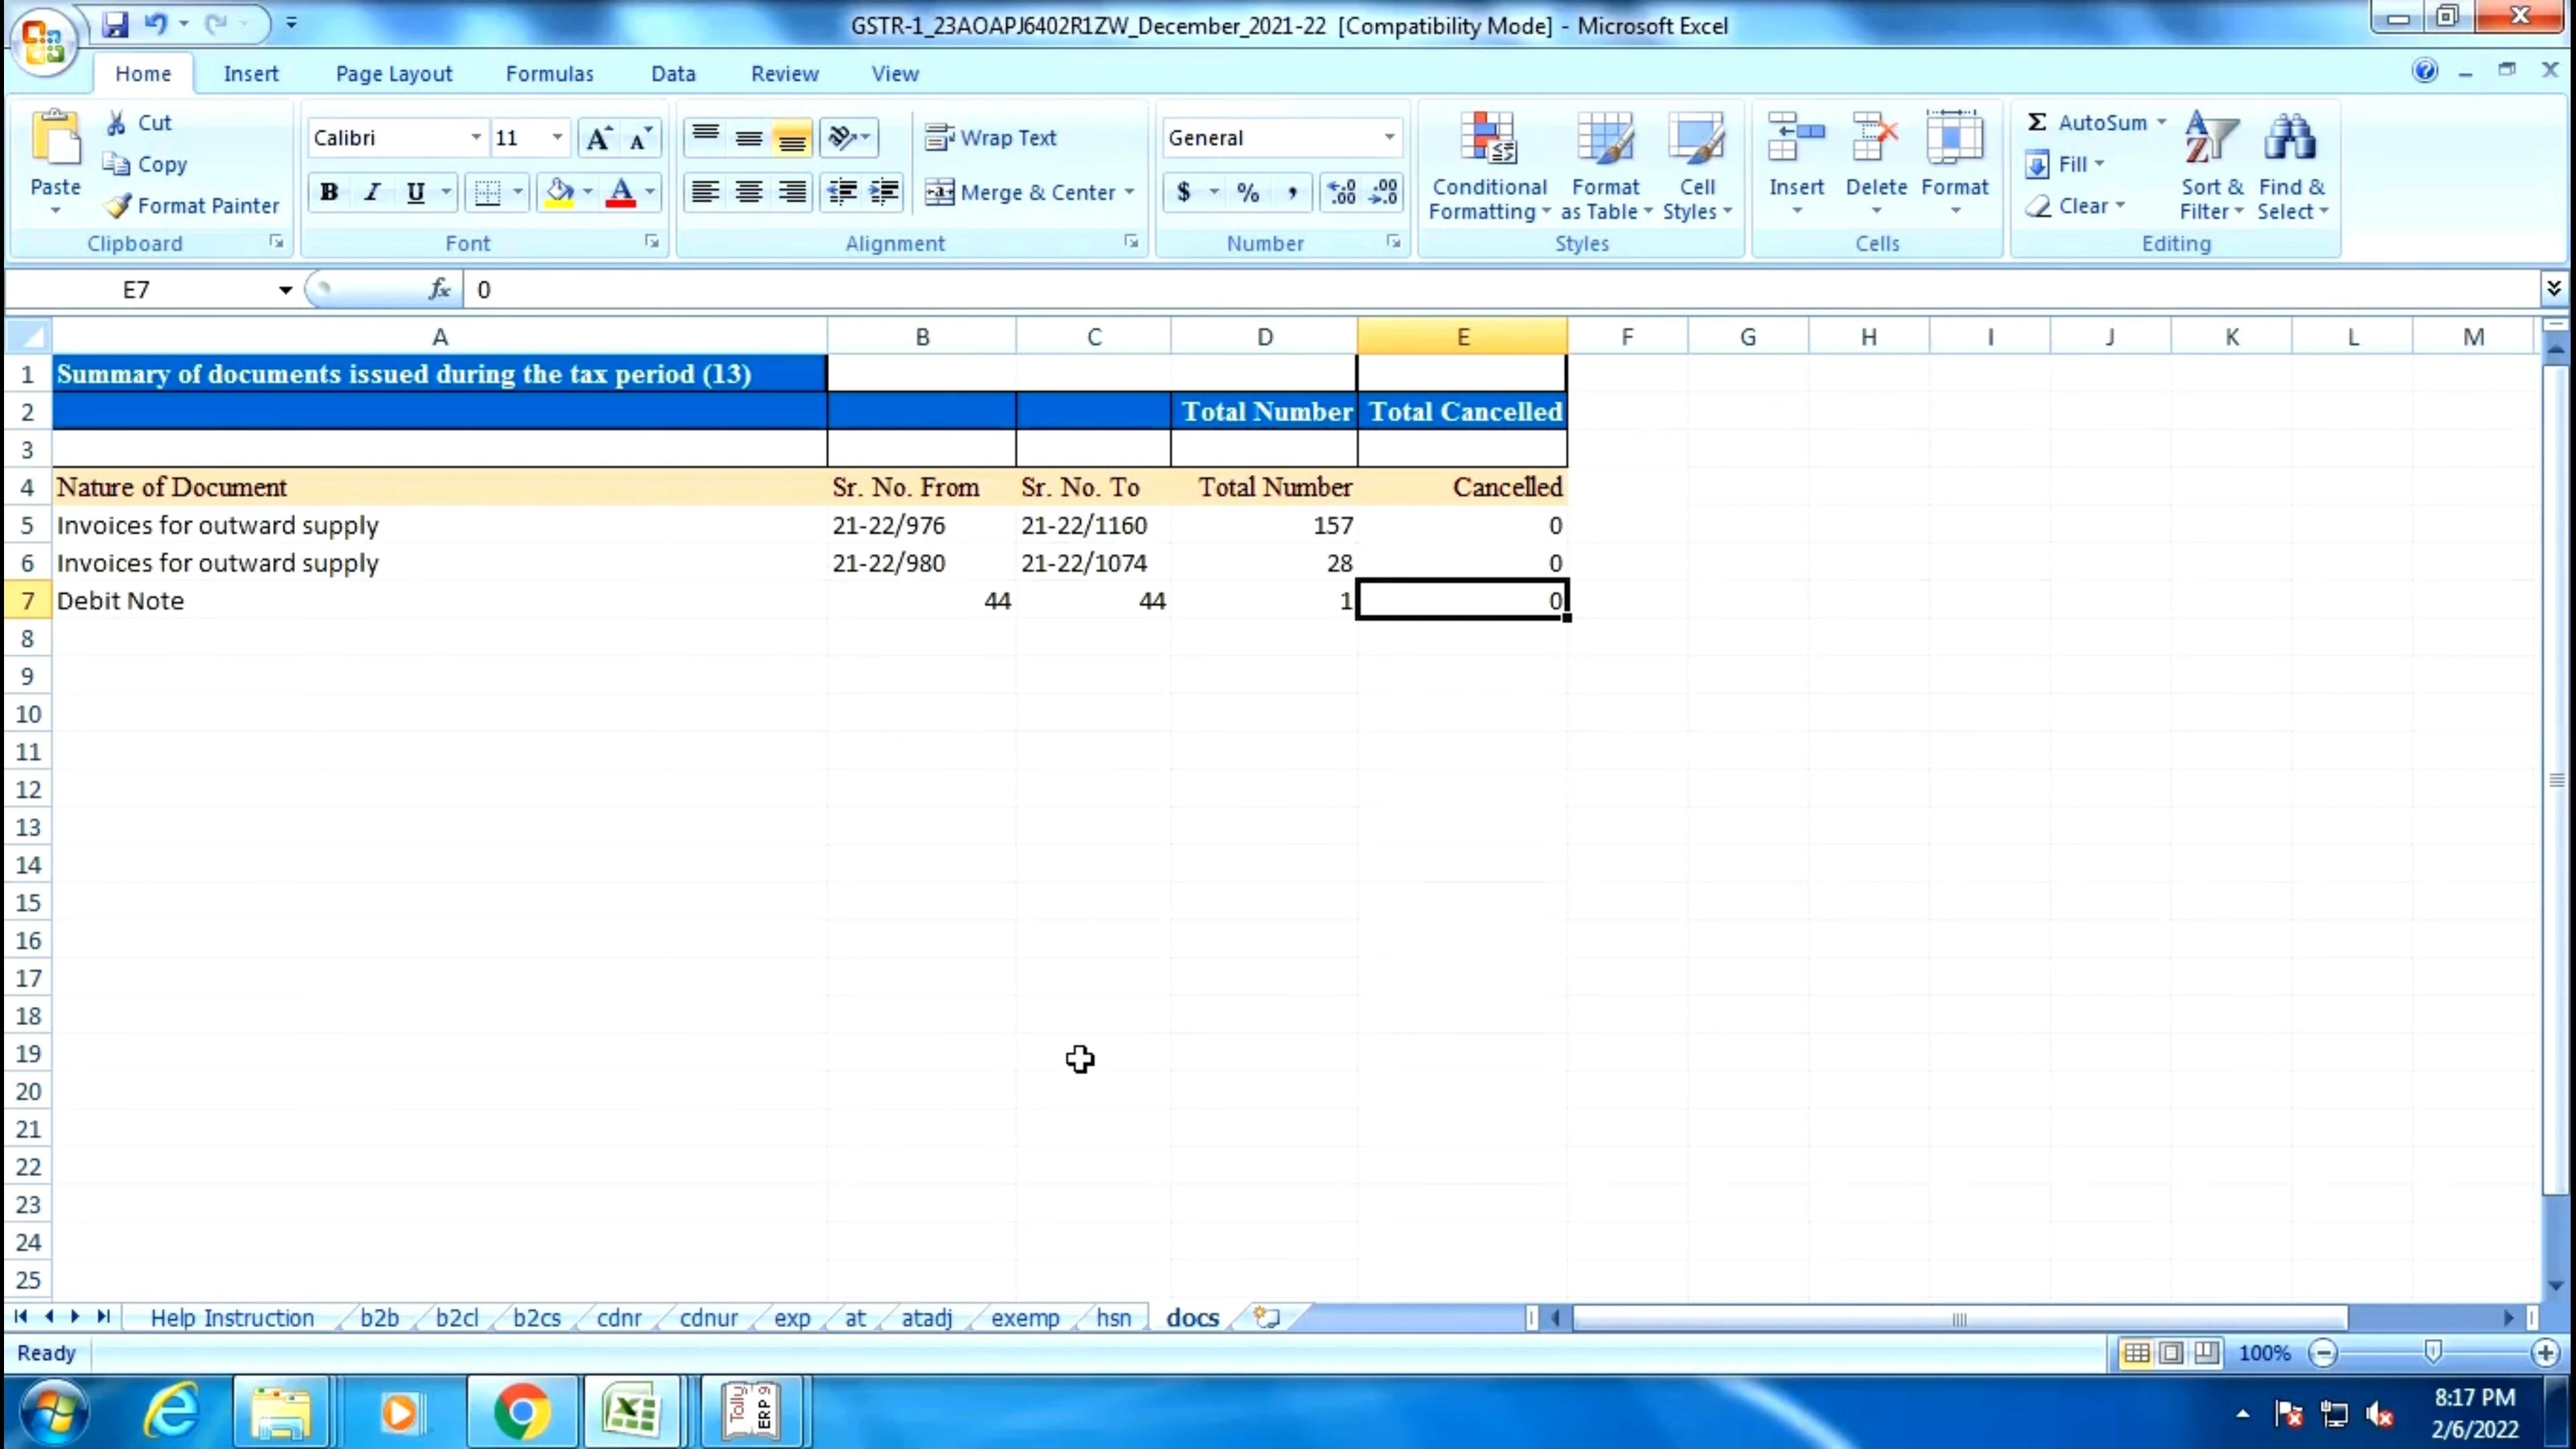 GSTR-1_23AOAPJ6402R1ZW_December_2021-22 [Compatibility Mode] - Microsoft Excel
Home Insert Page Layout Formulas Data Review View
Paste Cut Copy Format Painter
Calibri 11
B I U A
Wrap Text
Merge & Center
General
$ % ,
Conditional Formatting Format as Table Cell Styles
Insert Delete Format
Σ AutoSum
Fill
Clear
Sort & Filter Find & Select
Clipboard Font Alignment Number Styles Cells Editing
E7 fx 0
A B C D E F G H I J K L M
1 Summary of documents issued during the tax period (13)
2 Total Number Total Cancelled
3
4 Nature of Document Sr. No. From Sr. No. To Total Number Cancelled
5 Invoices for outward supply 21-22/976 21-22/1160 157 0
6 Invoices for outward supply 21-22/980 21-22/1074 28 0
7 Debit Note 44 44 1 0
8
9
10
11
12
13
14
15
16
17
18
19
20
21
22
23
24
25
Help Instruction b2b b2cl b2cs cdnr cdnur exp at atadj exemp hsn docs
Ready 100%
Tally ERP 9
8:17 PM
2/6/2022